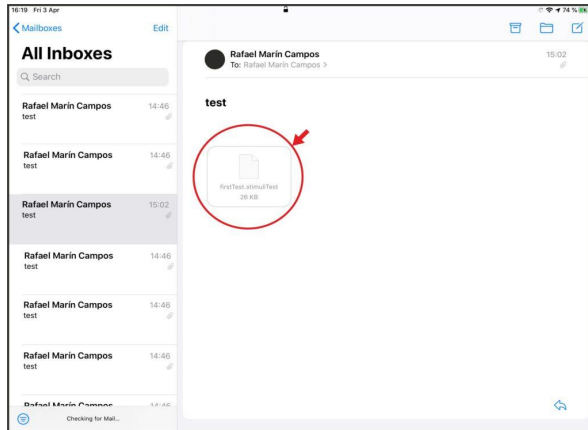 16:19 Fri 3 Apr
74 %
Mailboxes
Edit
All Inboxes
Search
Rafael Marín Campos 14:46
test
Rafael Marín Campos 14:46
test
Rafael Marín Campos 15:02
test
Rafael Marín Campos 14:46
test
Rafael Marín Campos 14:46
test
Rafael Marín Campos 14:46
test
Rafael Marín Campos 14:46
Checking for Mail...
Rafael Marín Campos 15:02
To: Rafael Marín Campos >
test
firstTest.stimuliTest
26 KB